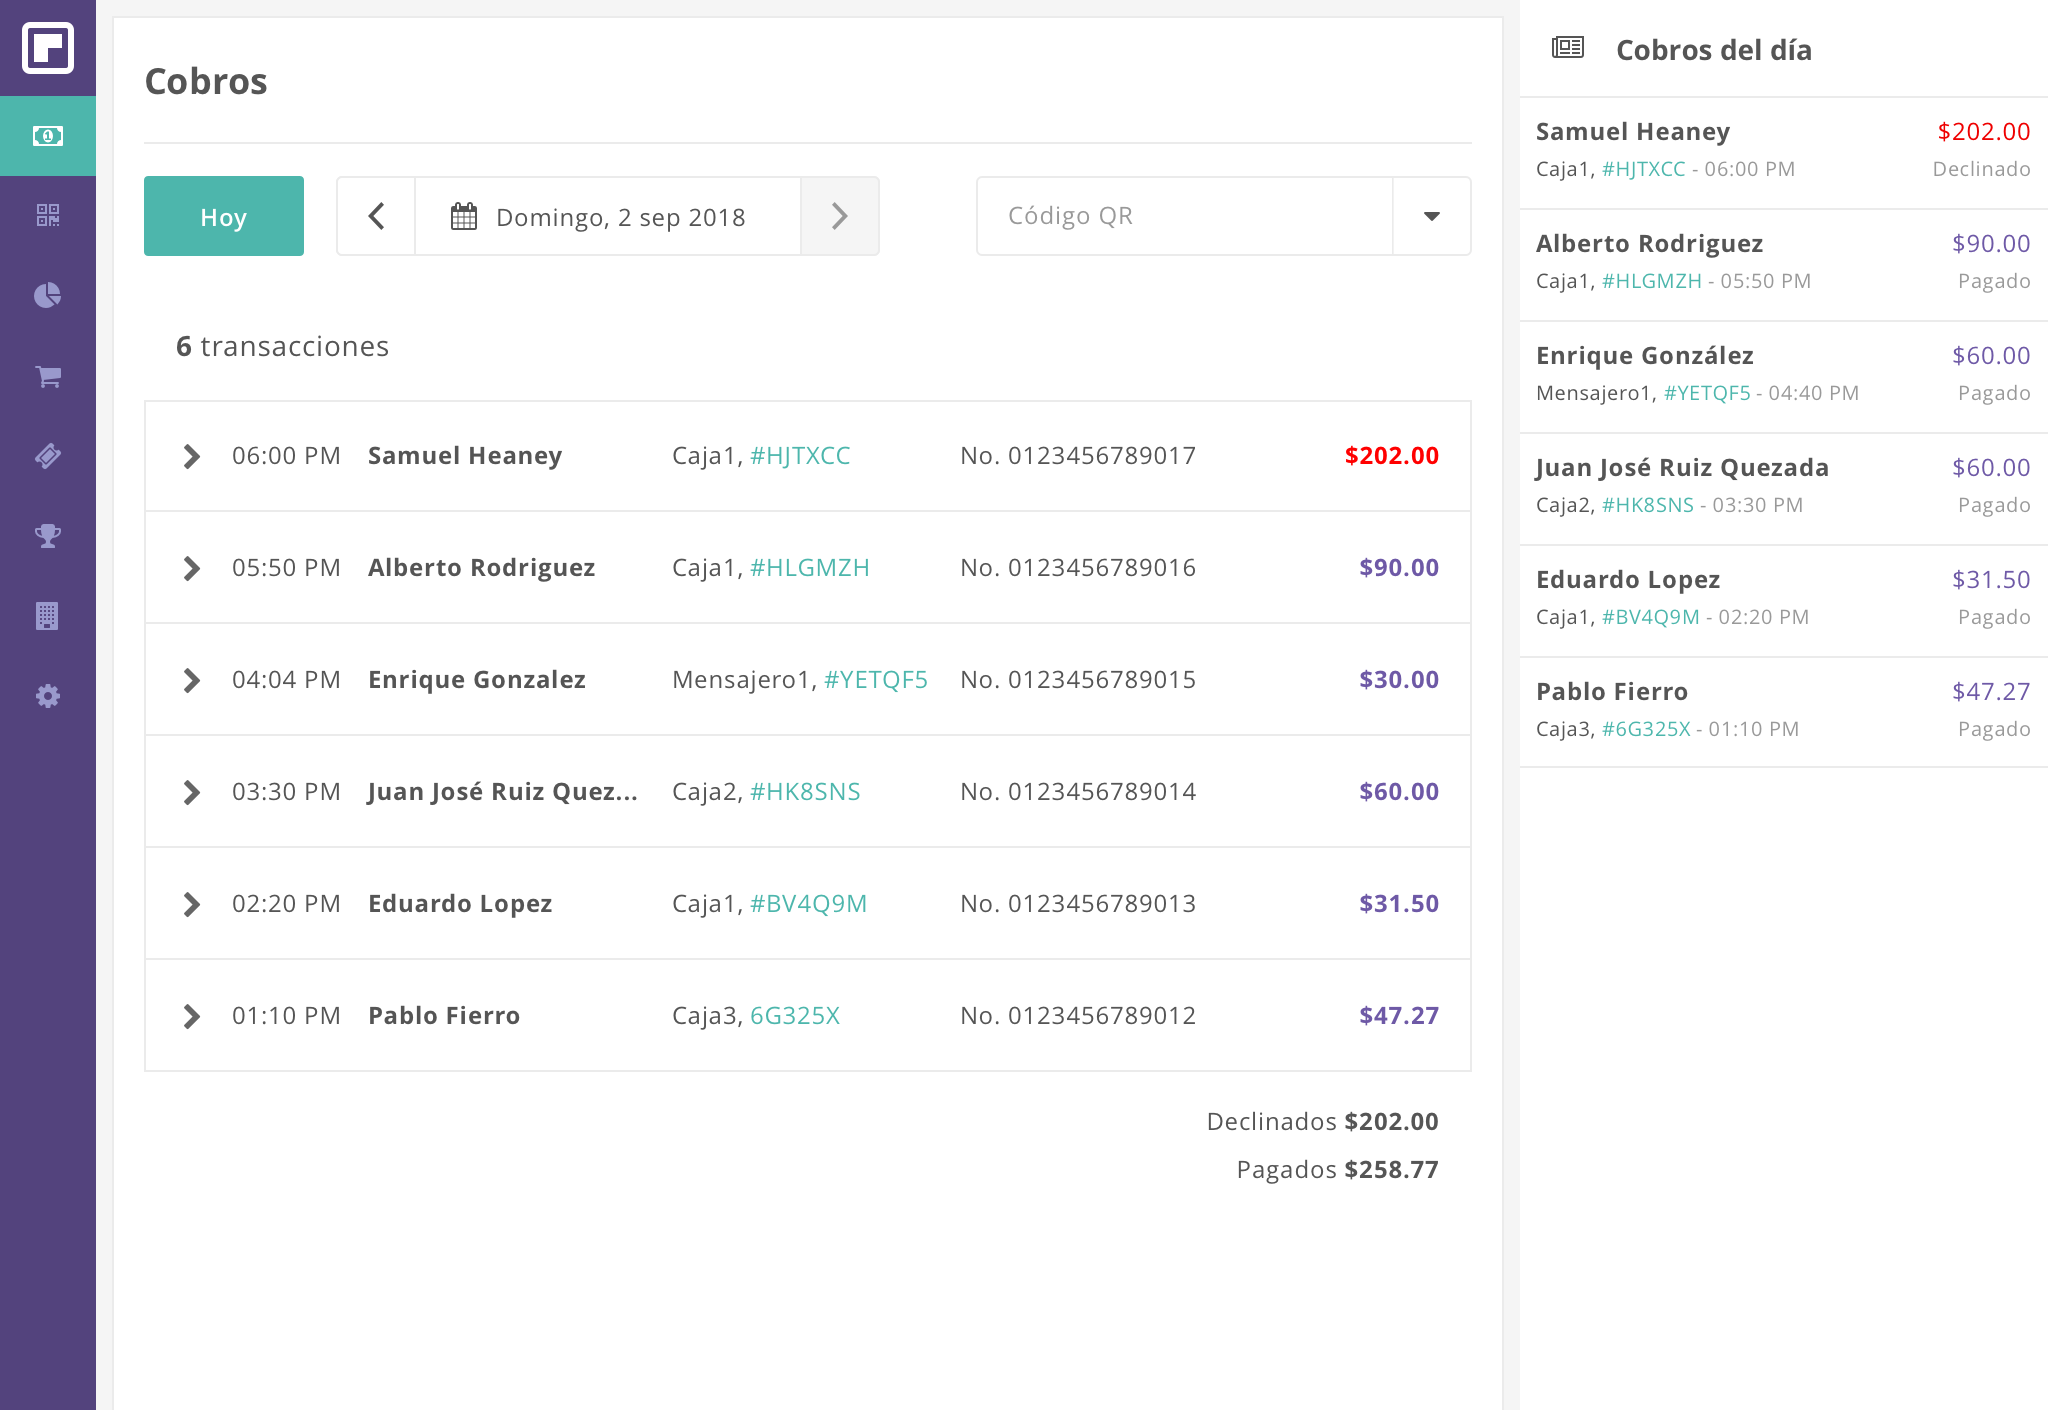 Cobros
Hoy
Domingo, 2 sep 2018
Código QR
6 transacciones
06:00 PM Samuel Heaney Caja1, #HJTXCC No. 0123456789017 $202.00
05:50 PM Alberto Rodriguez Caja1, #HLGMZH No. 0123456789016 $90.00
04:04 PM Enrique Gonzalez Mensajero1, #YETQF5 No. 0123456789015 $30.00
03:30 PM Juan José Ruiz Quez... Caja2, #HK8SNS No. 0123456789014 $60.00
02:20 PM Eduardo Lopez Caja1, #BV4Q9M No. 0123456789013 $31.50
01:10 PM Pablo Fierro Caja3, 6G325X No. 0123456789012 $47.27
Declinados $202.00
Pagados $258.77
Cobros del día
Samuel Heaney $202.00
Caja1, #HJTXCC - 06:00 PM Declinado
Alberto Rodriguez $90.00
Caja1, #HLGMZH - 05:50 PM Pagado
Enrique González $60.00
Mensajero1, #YETQF5 - 04:40 PM Pagado
Juan José Ruiz Quezada $60.00
Caja2, #HK8SNS - 03:30 PM Pagado
Eduardo Lopez $31.50
Caja1, #BV4Q9M - 02:20 PM Pagado
Pablo Fierro $47.27
Caja3, #6G325X - 01:10 PM Pagado